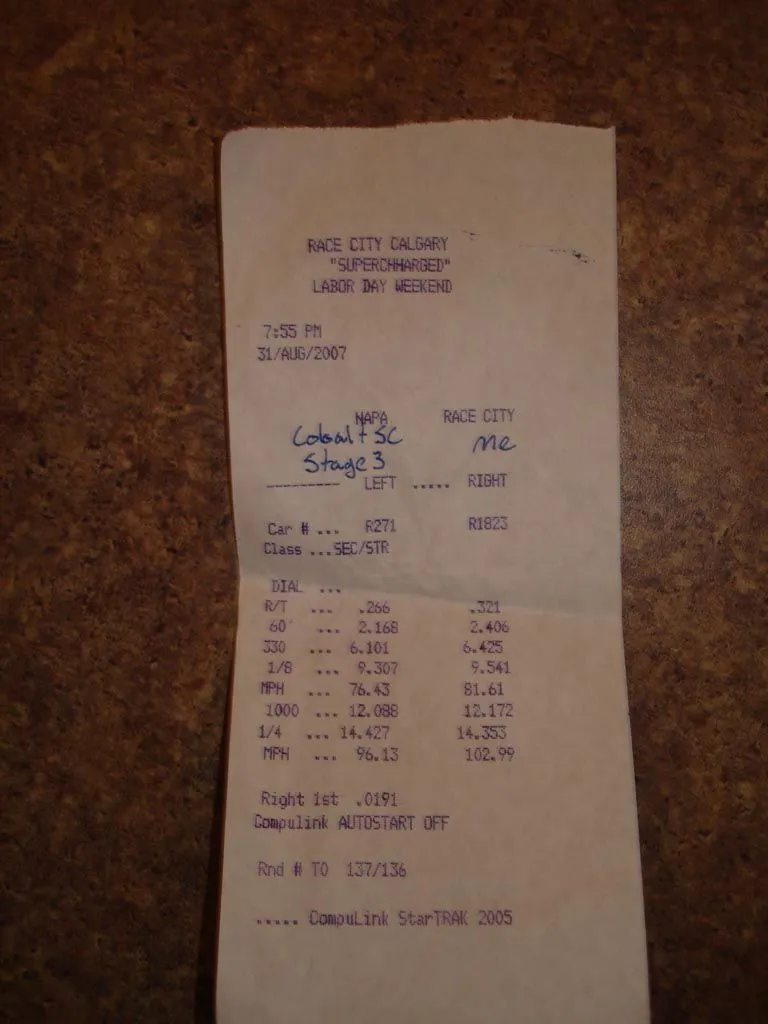 RACE CITY CALGARY
"SUPERCHHARGED"
LABOR DAY WEEKEND
7:55 PM
31/AUG/2007
NAPA RACE CITY
Cobalt SC me
Stage 3
--------- LEFT ..... RIGHT
Car # ... R271 R1823
Class ...SEC/STR
DIAL ...
R/T ... .266 .321
60' ... 2.168 2.406
330 ... 6.101 6.425
1/8 ... 9.307 9.541
MPH ... 76.43 81.61
1000 ... 12.088 12.172
1/4 ... 14.427 14.353
MPH ... 96.13 102.99
Right 1st .0191
Compulink AUTOSTART OFF
Rnd # TO 137/136
..... CompuLink StarTRAK 2005